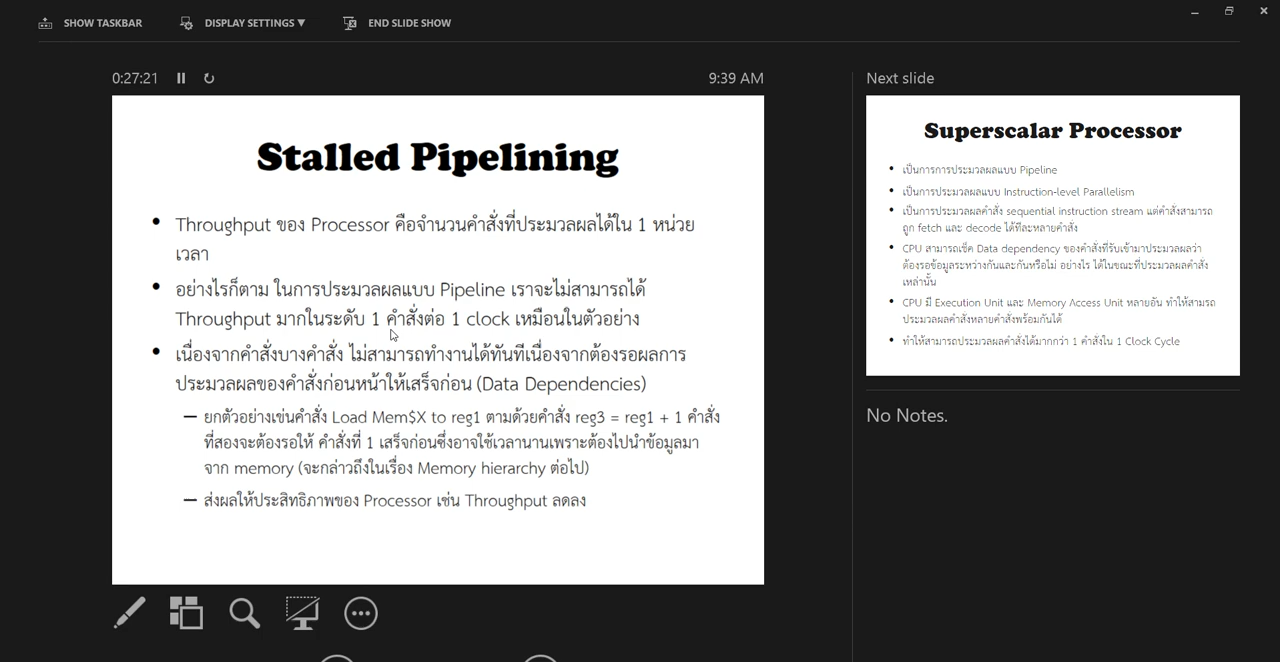 SHOW TASKBAR
DISPLAY SETTINGS ▼
END SLIDE SHOW
0:27:21
9:39 AM
Stalled Pipelining
• Throughput ของ Processor คือจำนวนคำสั่งที่ประมวลผลได้ใน 1 หน่วย
เวลา
• อย่างไรก็ตาม ในการประมวลผลแบบ Pipeline เราจะไม่สามารถได้
Throughput มากในระดับ 1 คำสั่งต่อ 1 clock เหมือนในตัวอย่าง
• เนื่องจากคำสั่งบางคำสั่ง ไม่สามารถทำงานได้ทันทีเนื่องจากต้องรอผลการ
ประมวลผลของคำสั่งก่อนหน้าให้เสร็จก่อน (Data Dependencies)
— ยกตัวอย่างเช่นคำสั่ง Load Mem$X to reg1 ตามด้วยคำสั่ง reg3 = reg1 + 1 คำสั่ง
ที่สองจะต้องรอให้ คำสั่งที่ 1 เสร็จก่อนซึ่งอาจใช้เวลานานเพราะต้องไปนำข้อมูลมา
จาก memory (จะกล่าวถึงในเรื่อง Memory hierarchy ต่อไป)
— ส่งผลให้ประสิทธิภาพของ Processor เช่น Throughput ลดลง
Next slide
Superscalar Processor
• เป็นการการประมวลผลแบบ Pipeline
• เป็นการประมวลผลแบบ Instruction-level Parallelism
• เป็นการประมวลผลคำสั่ง sequential instruction stream แต่คำสั่งสามารถ
ถูก fetch และ decode ได้ทีละหลายคำสั่ง
• CPU สามารถเช็ค Data dependency ของคำสั่งที่รับเข้ามาประมวลผลว่า
ต้องรอข้อมูลระหว่างกันและกันหรือไม่ อย่างไร ได้ในขณะที่ประมวลผลคำสั่ง
เหล่านั้น
• CPU มี Execution Unit และ Memory Access Unit หลายอัน ทำให้สามารถ
ประมวลผลคำสั่งหลายคำสั่งพร้อมกันได้
• ทำให้สามารถประมวลผลคำสั่งได้มากกว่า 1 คำสั่งใน 1 Clock Cycle
No Notes.